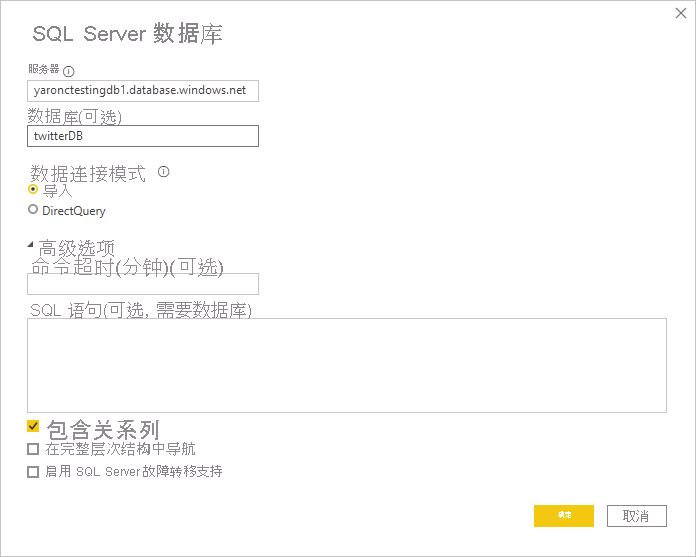 SQL Server 数据库
服务器
yaronctestingdb1.database.windows.net
数据库(可选)
twitterDB
数据连接模式
导入
DirectQuery
高级选项
命令超时(分钟)(可选)
SQL 语句(可选, 需要数据库)
包含关系列
在完整层次结构中导航
启用 SQL Server 故障转移支持
确定
取消